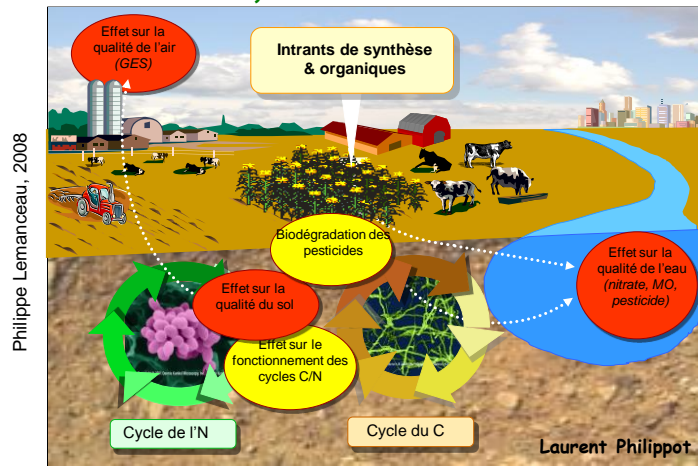 Effet sur la
qualité de l'air
(GES)
Intrants de synthèse
& organiques
Philippe Lemanceau, 2008
Biodégradation des
pesticides
Effet sur la
qualité de l'eau
(nitrate, MO,
pesticide)
Effet sur la
qualité du sol
Effet sur le
fonctionnement des
cycles C/N
Cycle de l'N
Cycle du C
Laurent Philippot